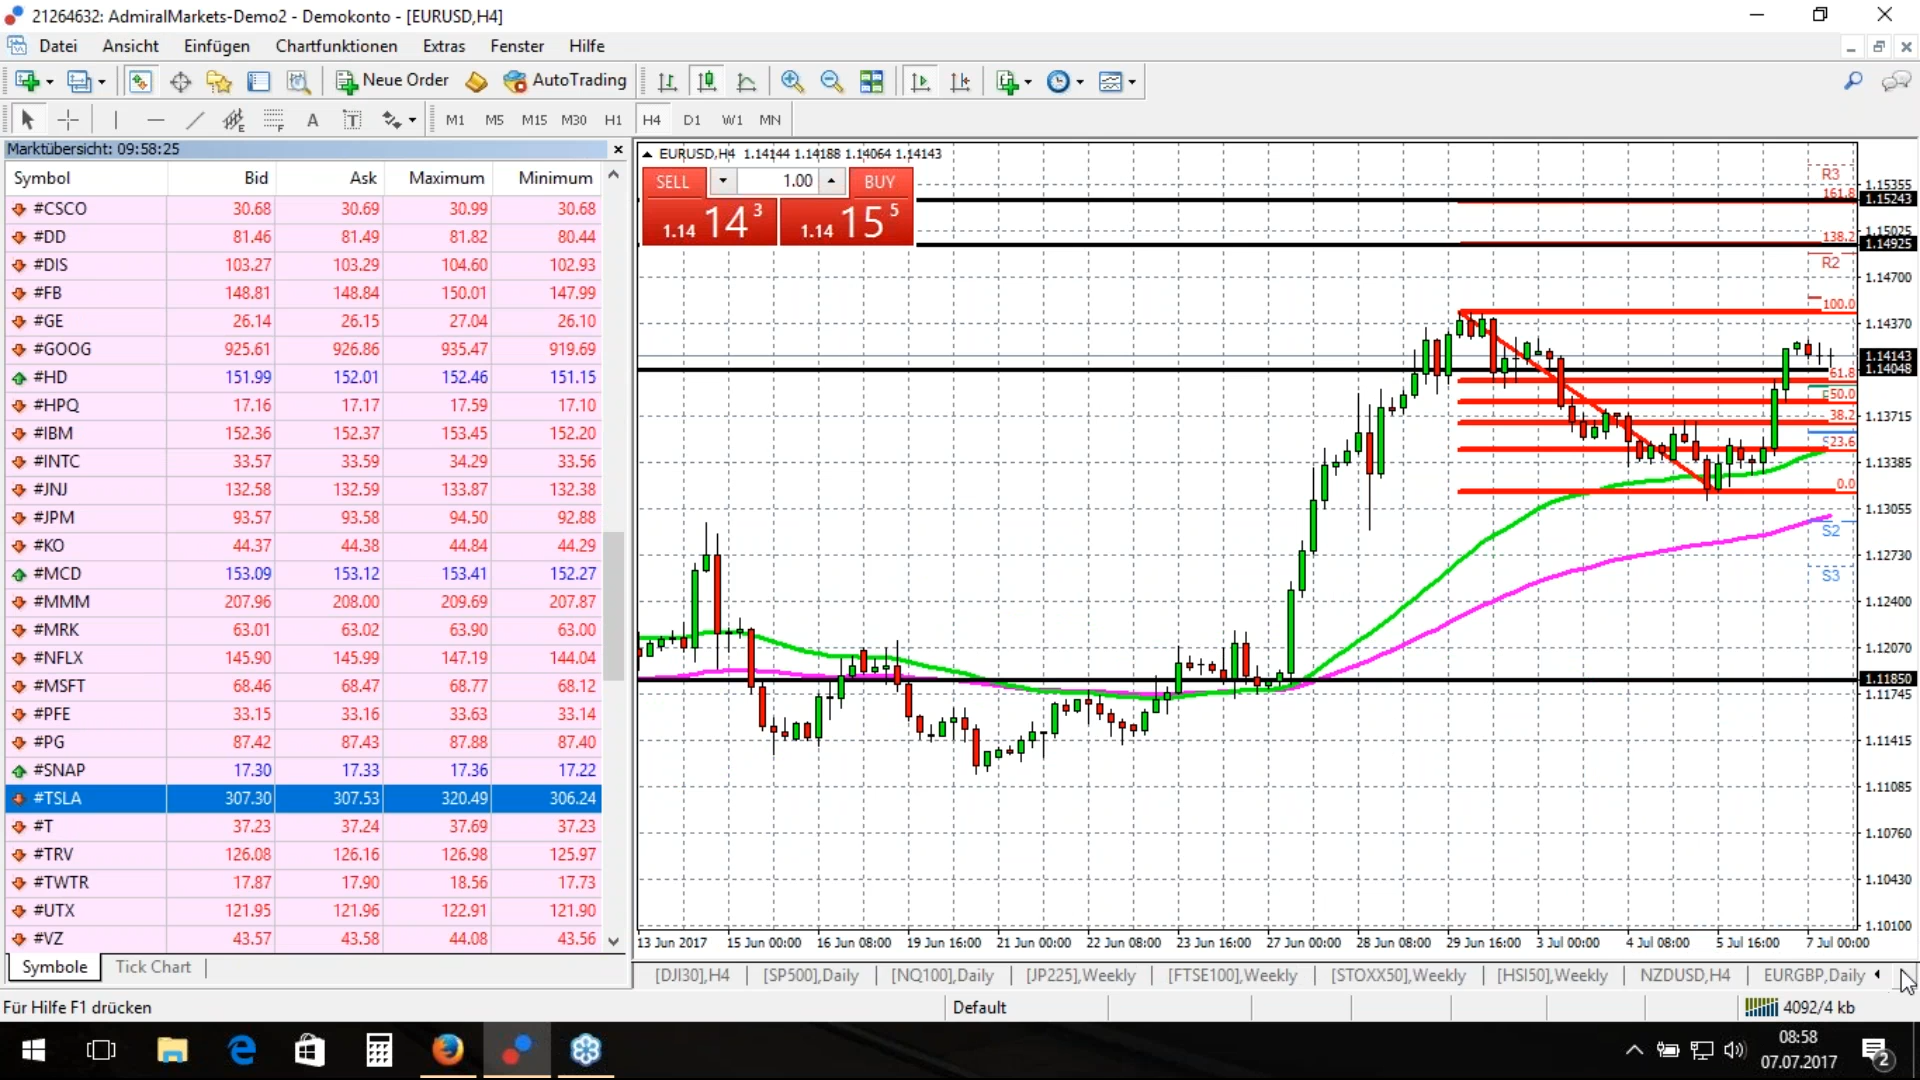 21264632: AdmiralMarkets-Demo2 - Demokonto - [EURUSD,H4]
Datei Ansicht Einfügen Chartfunktionen Extras Fenster Hilfe
Neue Order AutoTrading
M1 M5 M15 M30 H1 H4 D1 W1 MN
Marktübersicht: 09:58:25
Symbol Bid Ask Maximum Minimum
#CSCO 30.68 30.69 30.99 30.68
#DD 81.46 81.49 81.82 80.44
#DIS 103.27 103.29 104.60 102.93
#FB 148.81 148.84 150.01 147.99
#GE 26.14 26.15 27.04 26.10
#GOOG 925.61 926.86 935.47 919.69
#HD 151.99 152.01 152.46 151.15
#HPQ 17.16 17.17 17.59 17.10
#IBM 152.36 152.37 153.45 152.20
#INTC 33.57 33.59 34.29 33.56
#JNJ 132.58 132.59 133.87 132.38
#JPM 93.57 93.58 94.50 92.88
#KO 44.37 44.38 44.84 44.29
#MCD 153.09 153.12 153.41 152.27
#MMM 207.96 208.00 209.69 207.87
#MRK 63.01 63.02 63.90 63.00
#NFLX 145.90 145.99 147.19 144.04
#MSFT 68.46 68.47 68.77 68.12
#PFE 33.15 33.16 33.63 33.14
#PG 87.42 87.43 87.88 87.40
#SNAP 17.30 17.33 17.36 17.22
#TSLA 307.30 307.53 320.49 306.24
#T 37.23 37.24 37.69 37.23
#TRV 126.08 126.16 126.98 125.97
#TWTR 17.87 17.90 18.56 17.73
#UTX 121.95 121.96 122.91 121.90
#VZ 43.57 43.58 44.08 43.56
Symbole Tick Chart
EURUSD,H4 1.14144 1.14188 1.14064 1.14143
SELL 1.00 BUY
1.14 14 3 1.14 15 5
R3
161.8
138.2
R2
100.0
61.8
50.0
38.2
23.6
0.0
S2
S3
1.15355
1.15243
1.15025
1.14925
1.14700
1.14370
1.14143
1.14048
1.13715
1.13385
1.13055
1.12730
1.12400
1.12070
1.11850
1.11745
1.11415
1.11085
1.10760
1.10430
1.10100
13 Jun 2017 15 Jun 00:00 16 Jun 08:00 19 Jun 16:00 21 Jun 00:00 22 Jun 08:00 23 Jun 16:00 27 Jun 00:00 28 Jun 08:00 29 Jun 16:00 3 Jul 00:00 4 Jul 08:00 5 Jul 16:00 7 Jul 00:00
[DJI30],H4 [SP500],Daily [NQ100],Daily [JP225],Weekly [FTSE100],Weekly [STOXX50],Weekly [HSI50],Weekly NZDUSD,H4 EURGBP,Daily
Für Hilfe F1 drücken Default 4092/4 kb
08:58
07.07.2017
2